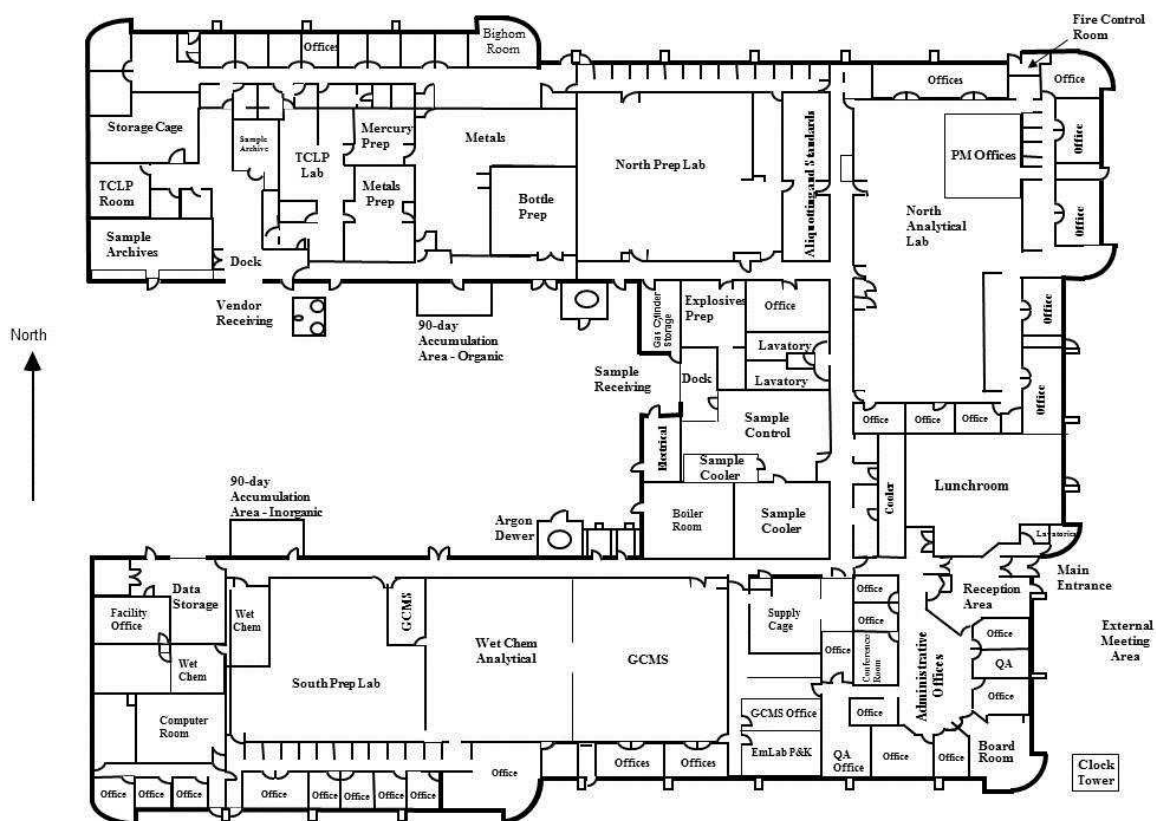 Fire Control
Room
Bighorn
Room
Offices
Offices
Office
Storage Cage
Sample
Archive
TCLP
Lab
Mercury
Prep
Metals
North Prep Lab
Aliquotting and Standards
PM Offices
Office
TCLP
Room
Metals
Prep
Bottle
Prep
North
Analytical
Lab
Office
Sample
Archives
Dock
Vendor
Receiving
90-day
Accumulation
Area - Organic
Gas Cylinder
Storage
Explosives
Prep
Office
Office
North
Lavatory
Sample
Receiving
Dock
Lavatory
Office
Sample
Control
Office
Office
Office
Electrical
Sample
Cooler
Cooler
Lunchroom
90-day
Accumulation
Area - Inorganic
Argon
Dewer
Boiler
Room
Sample
Cooler
Lavatories
Main
Entrance
Data
Storage
Facility
Office
Wet
Chem
GCMS
Wet Chem
Analytical
GCMS
Supply
Cage
Office
Office
Reception
Area
External
Meeting
Area
Office
Conference
Room
Administrative
Offices
Office
QA
Wet
Chem
South Prep Lab
Office
Computer
Room
GCMS Office
Office
EmLab P&K
QA
Office
Office
Office
Board
Room
Offices
Offices
Office
Clock
Tower
Office
Office
Office
Office
Office
Office
Office
Office